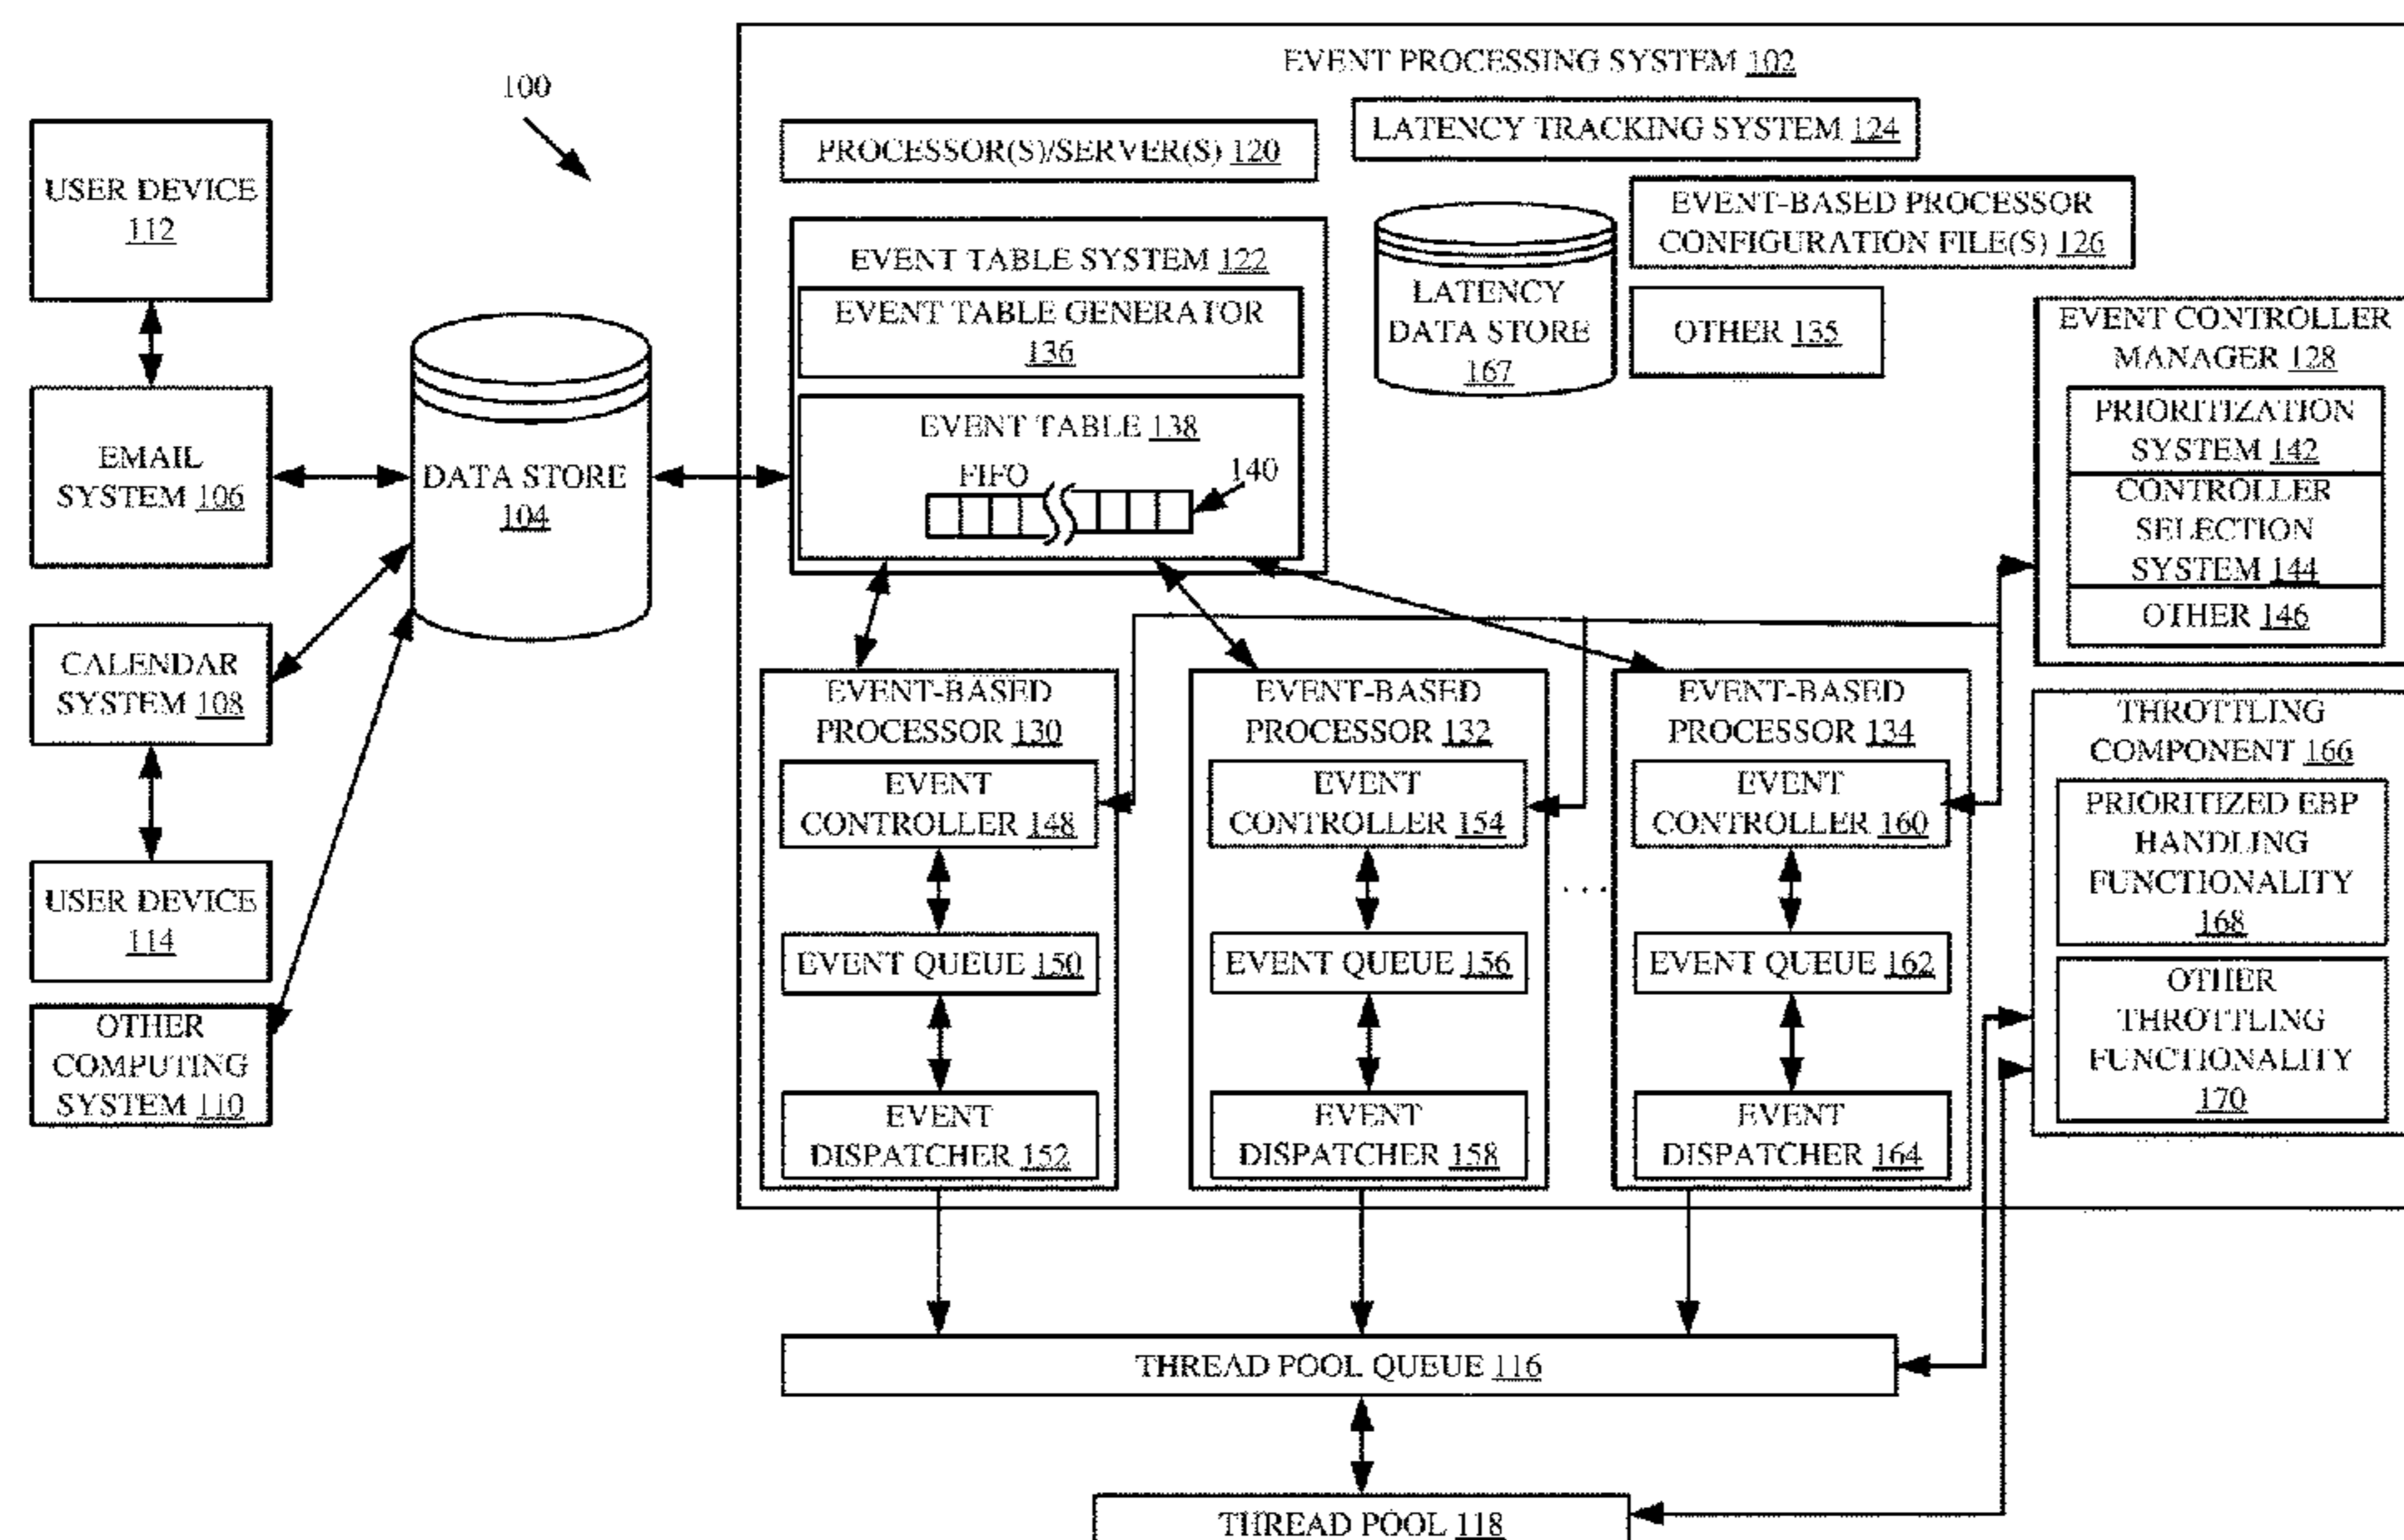 100
USER DEVICE
112
EMAIL
SYSTEM 106
CALENDAR
SYSTEM 108
USER DEVICE
114
OTHER
COMPUTING
SYSTEM 110
DATA STORE
104
EVENT PROCESSING SYSTEM 102
PROCESSOR(S)/SERVER(S) 120
LATENCY TRACKING SYSTEM 124
EVENT TABLE SYSTEM 122
EVENT TABLE GENERATOR
136
EVENT TABLE 138
FIFO
140
LATENCY
DATA STORE
167
EVENT-BASED PROCESSOR
CONFIGURATION FILE(S) 126
OTHER 135
EVENT CONTROLLER
MANAGER 128
PRIORITIZATION
SYSTEM 142
CONTROLLER
SELECTION
SYSTEM 144
OTHER 146
EVENT-BASED
PROCESSOR 130
EVENT
CONTROLLER 148
EVENT QUEUE 150
EVENT
DISPATCHER 152
EVENT-BASED
PROCESSOR 132
EVENT
CONTROLLER 154
EVENT QUEUE 156
EVENT
DISPATCHER 158
. . .
EVENT-BASED
PROCESSOR 134
EVENT
CONTROLLER 160
EVENT QUEUE 162
EVENT
DISPATCHER 164
THROTTLING
COMPONENT 166
PRIORITIZED EBP
HANDLING
FUNCTIONALITY
168
OTHER
THROTTLING
FUNCTIONALITY
170
THREAD POOL QUEUE 116
THREAD POOL 118